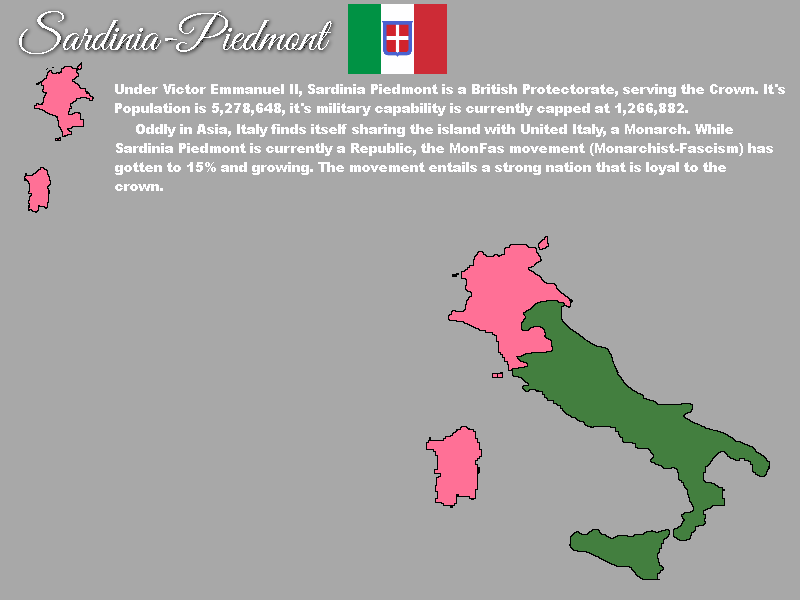 Sardinia-Piedmont
Under Victor Emmanuel II, Sardinia Piedmont is a British Protectorate, serving the Crown. It's
Population is 5,278,648, it's military capability is currently capped at 1,266,882.
Oddly in Asia, Italy finds itself sharing the island with United Italy, a Monarch. While
Sardinia Piedmont is currently a Republic, the MonFas movement (Monarchist-Fascism) has
gotten to 15% and growing. The movement entails a strong nation that is loyal to the
crown.